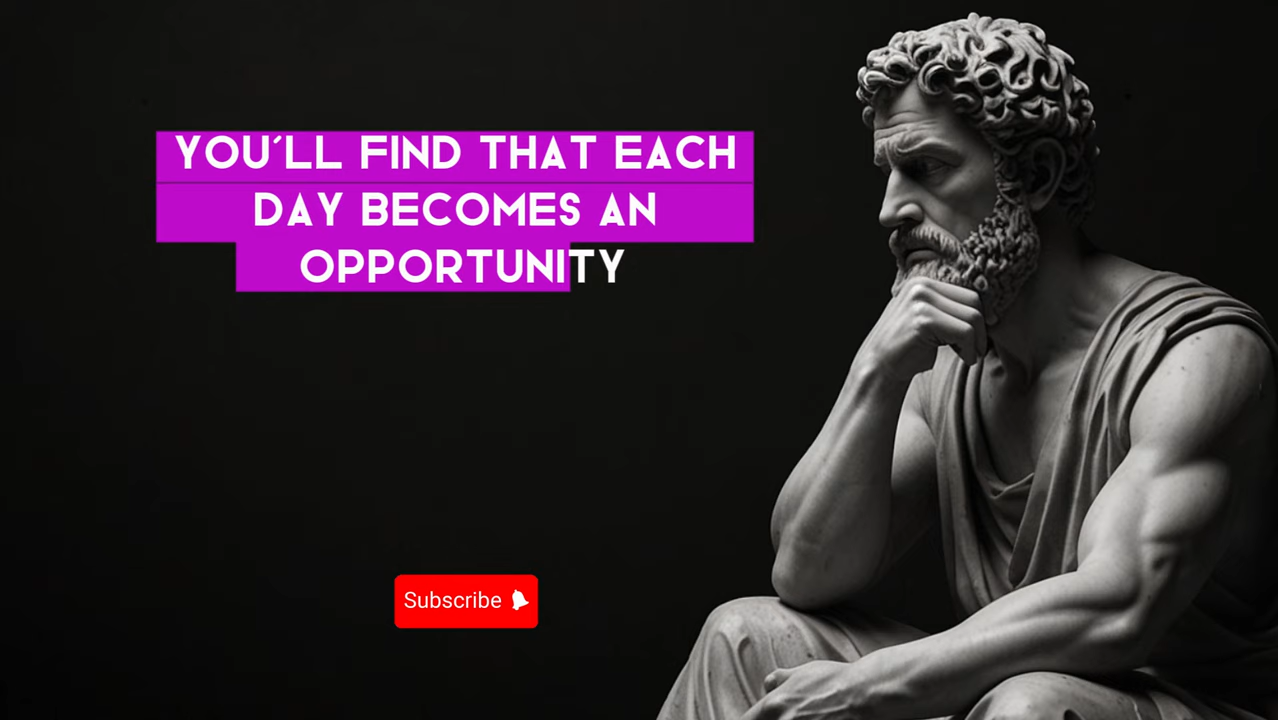 YOU'LL FIND THAT EACH
DAY BECOMES AN
OPPORTUNITY
Subscribe